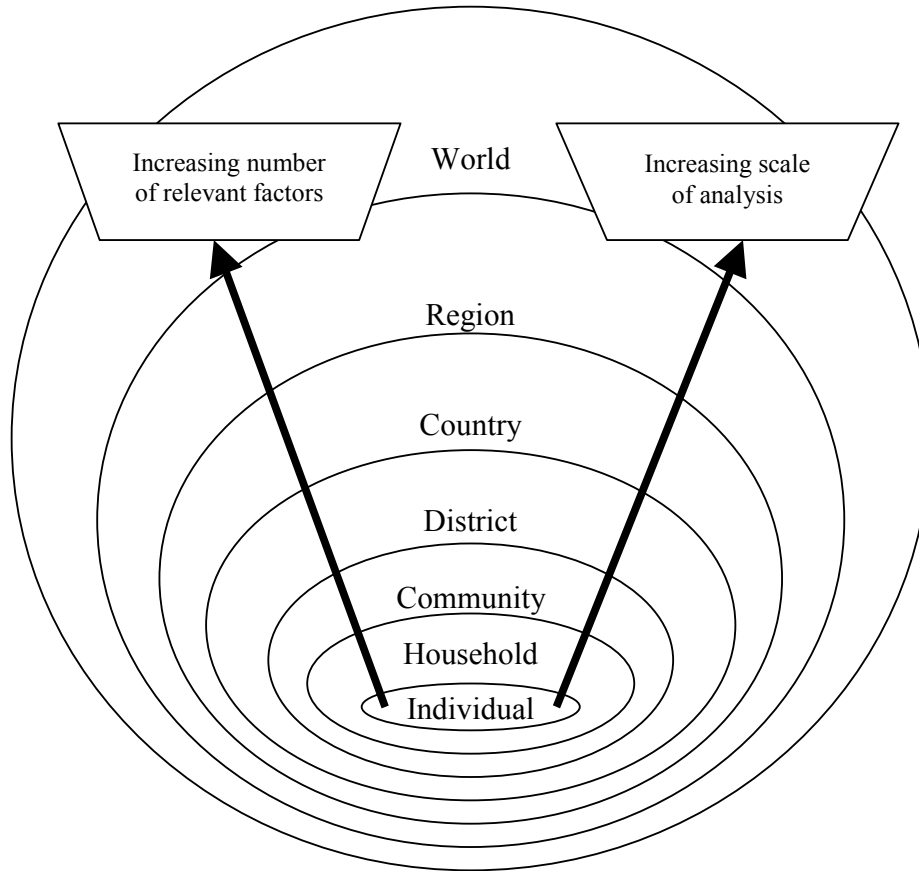 Increasing number
of relevant factors
World
Increasing scale
of analysis
Region
Country
District
Community
Household
Individual